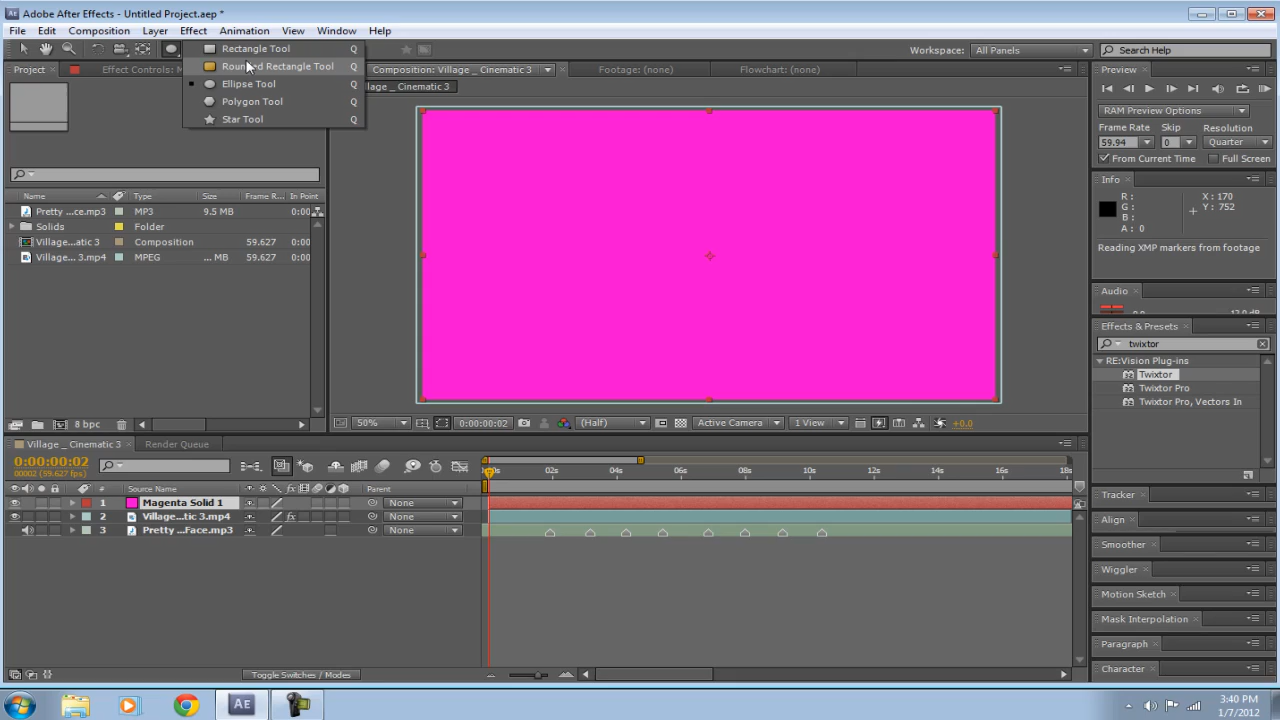 Adobe After Effects - Untitled Project.aep *
File Edit Composition Layer Effect Animation View Window Help
Workspace: All Panels Search Help
Rectangle Tool Q
Rounded Rectangle Tool Q
Ellipse Tool Q
Polygon Tool Q
Star Tool Q
Project Effect Controls: M
Composition: Village _ Cinematic 3 Footage: (none) Flowchart: (none)
llage _ Cinematic 3
Name Type Size Frame R... In Point
Pretty ...ce.mp3 MP3 9.5 MB 0:00
Solids Folder
Village...atic 3 Composition 59.627 0:00
Village... 3.mp4 MPEG ... MB 59.627 0:00
8 bpc
50% 0:00:00:02 (Half) Active Camera 1 View +0.0
Preview
RAM Preview Options
Frame Rate Skip Resolution
59.94 0 Quarter
From Current Time Full Screen
Info
R : X : 170
G : Y : 752
B :
A : 0
Reading XMP markers from footage
Audio
0.0 12.0 dB
Effects & Presets
twixtor
RE:Vision Plug-ins
Twixtor
Twixtor Pro
Twixtor Pro, Vectors In
Tracker
Align
Smoother
Wiggler
Motion Sketch
Mask Interpolation
Paragraph
Character
Village _ Cinematic 3 Render Queue
0:00:00:02
00002 (59.627 fps)
# Source Name Parent
1 Magenta Solid 1 None
2 Village...tic 3.mp4 None
3 Pretty ...Face.mp3 None
02s 04s 06s 08s 10s 12s 14s 16s 18s
Toggle Switches / Modes
3:40 PM
1/7/2012